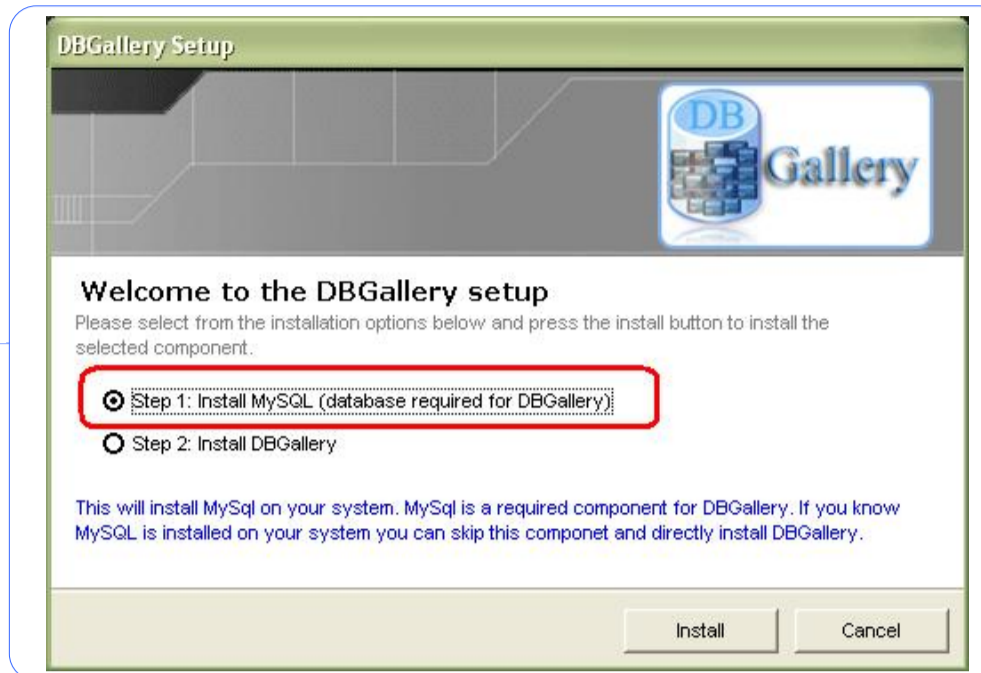 DBGallery Setup
DB
Gallery
Welcome to the DBGallery setup
Please select from the installation options below and press the install button to install the
selected component.
Step 1: Install MySQL (database required for DBGallery)
Step 2: Install DBGallery
This will install MySql on your system. MySql is a required component for DBGallery. If you know
MySQL is installed on your system you can skip this componet and directly install DBGallery.
Install
Cancel